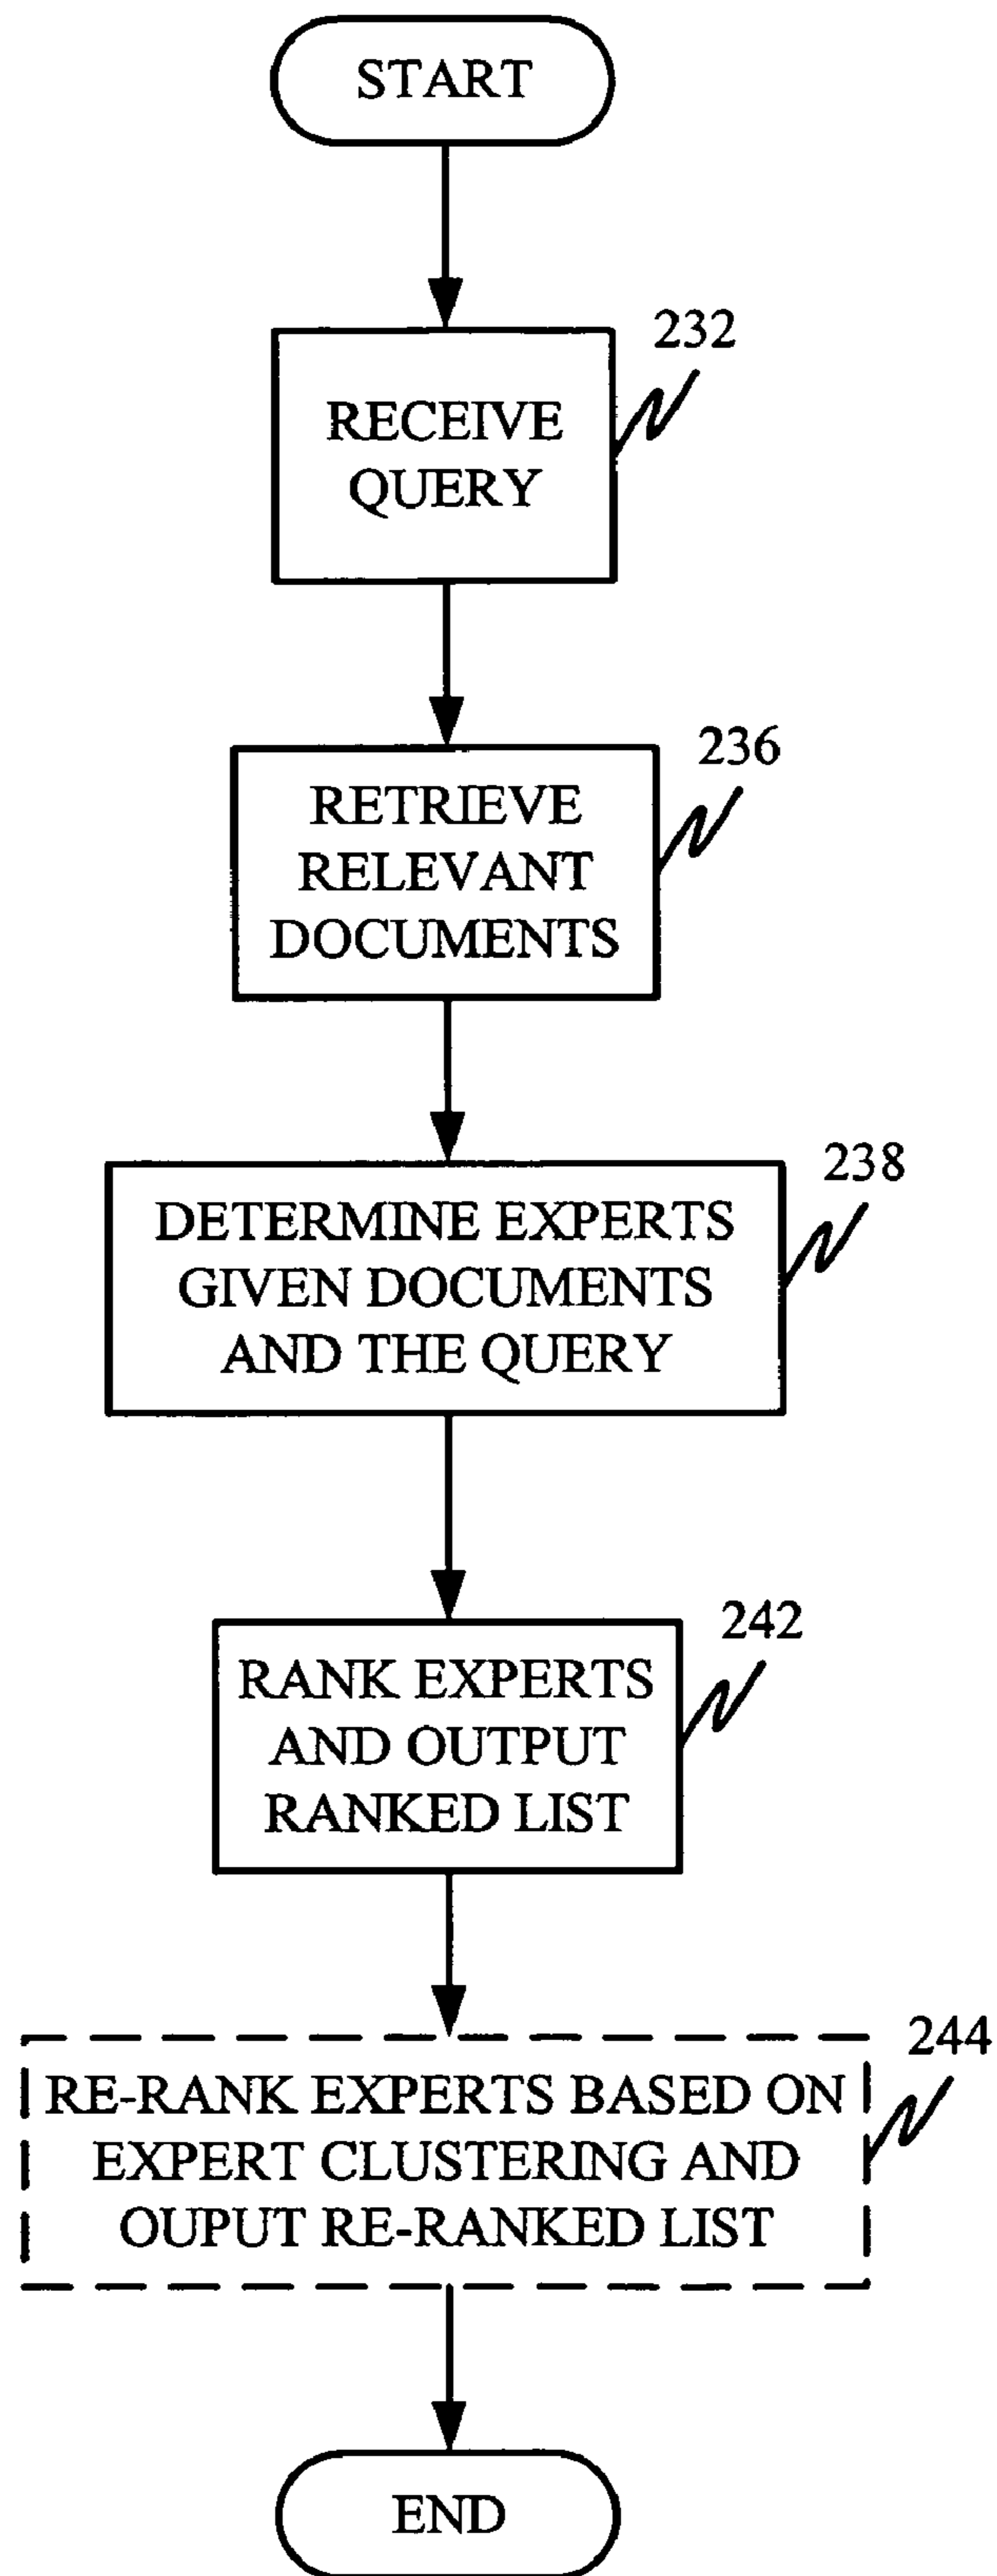 START
232
RECEIVE
QUERY
236
RETRIEVE
RELEVANT
DOCUMENTS
238
DETERMINE EXPERTS
GIVEN DOCUMENTS
AND THE QUERY
242
RANK EXPERTS
AND OUTPUT
RANKED LIST
244
RE-RANK EXPERTS BASED ON
EXPERT CLUSTERING AND
OUPUT RE-RANKED LIST
END